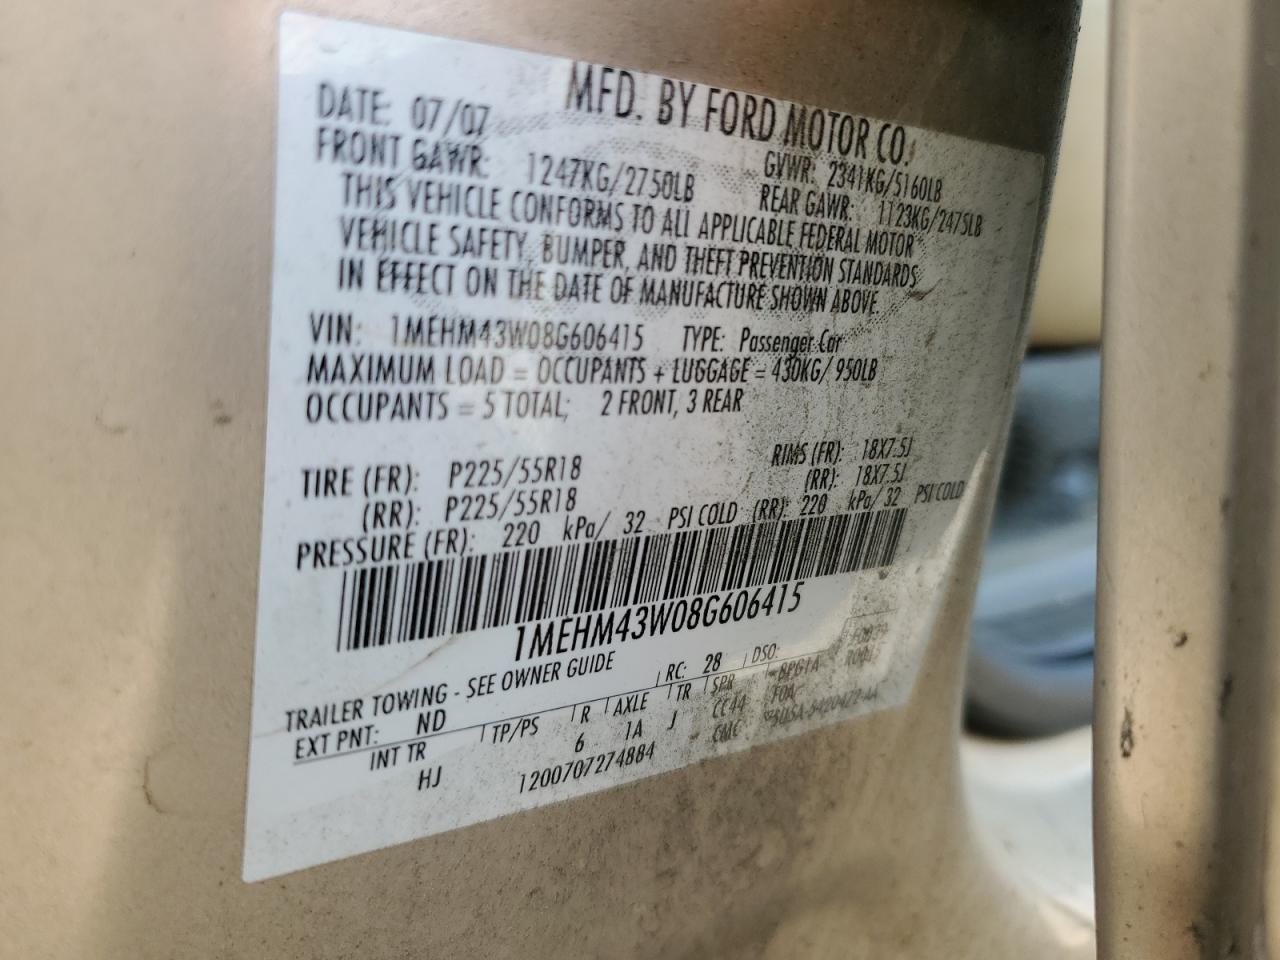 MFD. BY FORD MOTOR CO.
DATE: 07/07 GVWR: 2341KG/5160LB
FRONT GAWR: 1247KG/2750LB REAR GAWR: 1123KG/2475LB
THIS VEHICLE CONFORMS TO ALL APPLICABLE FEDERAL MOTOR
VEHICLE SAFETY, BUMPER, AND THEFT PREVENTION STANDARDS
IN EFFECT ON THE DATE OF MANUFACTURE SHOWN ABOVE.
VIN: 1MEHM43W08G606415 TYPE: Passenger Car
MAXIMUM LOAD = OCCUPANTS + LUGGAGE = 430KG/ 950LB
OCCUPANTS = 5 TOTAL; 2 FRONT, 3 REAR
TIRE (FR): P225/55R18 RIMS (FR): 18X7.5J
(RR): P225/55R18 (RR): 18X7.5J
PRESSURE (FR): 220 kPa/ 32 PSI COLD (RR): 220 kPa/ 32 PSI COLD
1MEHM43W08G606415
TRAILER TOWING - SEE OWNER GUIDE
EXT PNT: ND RC: 28 DSO:
INT TR TP/PS R AXLE TR SPR
HJ 6 1A J CC44
1200707274884